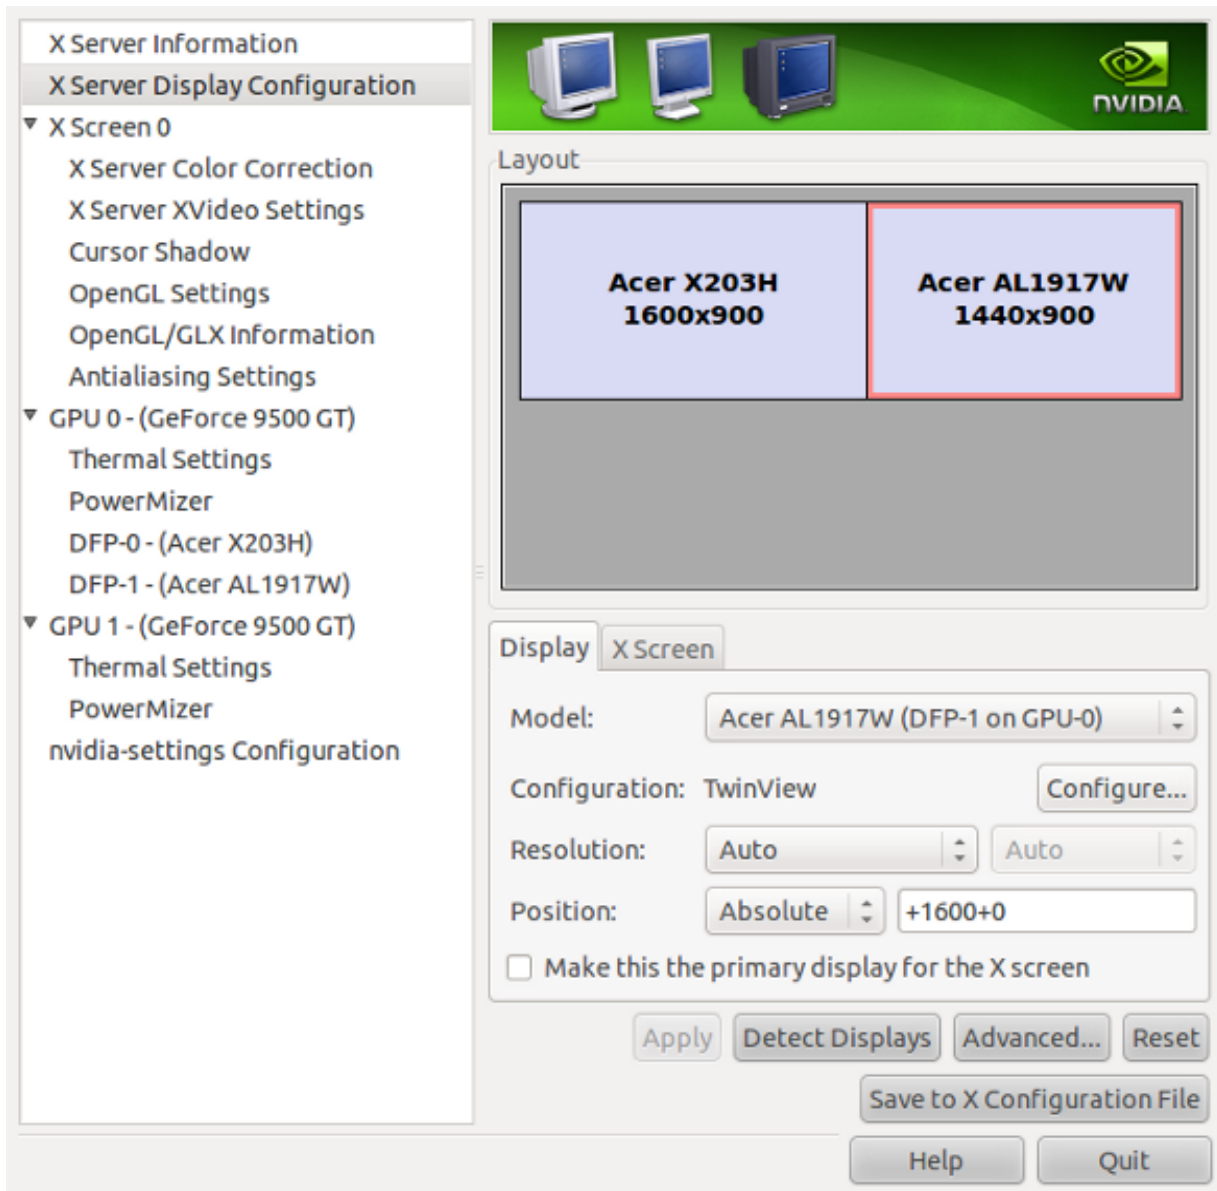 X Server Information
X Server Display Configuration
X Screen 0
X Server Color Correction
X Server XVideo Settings
Cursor Shadow
OpenGL Settings
OpenGL/GLX Information
Antialiasing Settings
GPU 0 - (GeForce 9500 GT)
Thermal Settings
PowerMizer
DFP-0 - (Acer X203H)
DFP-1 - (Acer AL1917W)
GPU 1 - (GeForce 9500 GT)
Thermal Settings
PowerMizer
nvidia-settings Configuration
NVIDIA.
Layout
Acer X203H
1600x900
Acer AL1917W
1440x900
Display X Screen
Model: Acer AL1917W (DFP-1 on GPU-0)
Configuration: TwinView Configure...
Resolution: Auto Auto
Position: Absolute +1600+0
Make this the primary display for the X screen
Apply Detect Displays Advanced... Reset
Save to X Configuration File
Help Quit